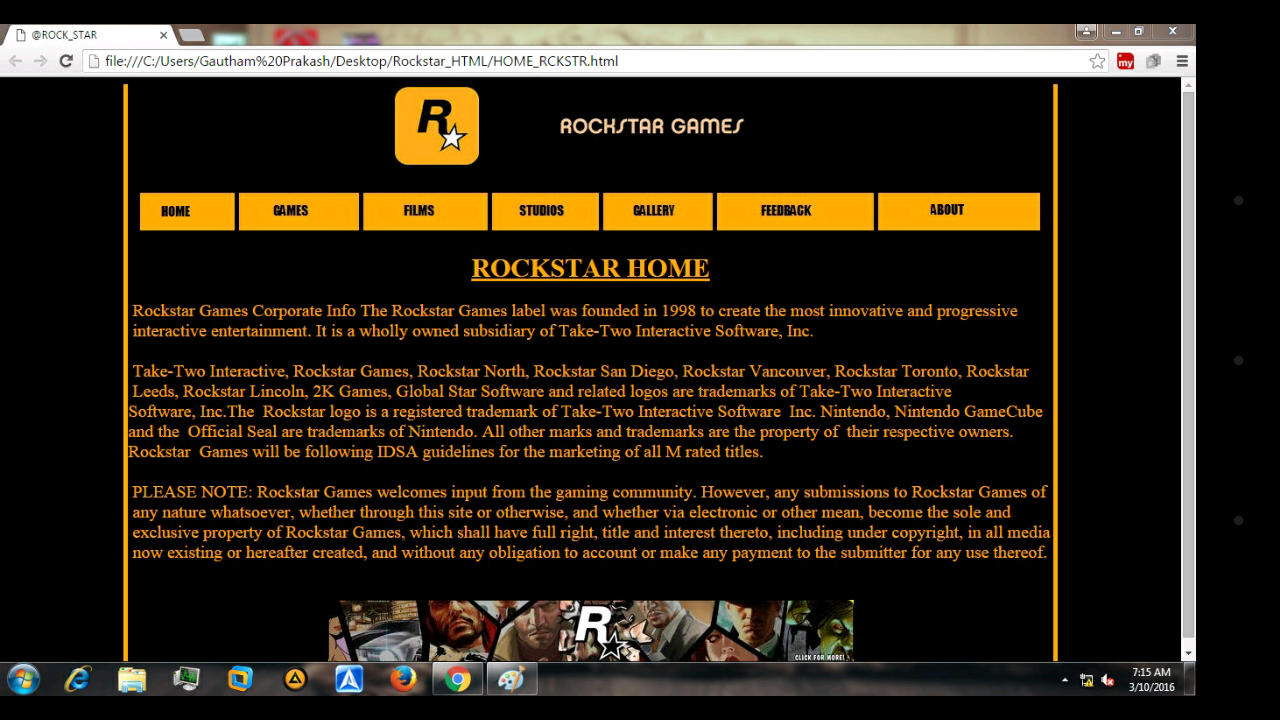 @ROCK_STAR
file:///C:/Users/Gautham%20Prakash/Desktop/Rockstar_HTML/HOME_RCKSTR.html
my
R
ROCKSTAR GAMES
HOME GAMES FILMS STUDIOS GALLERY FEEDBACK ABOUT
ROCKSTAR HOME
Rockstar Games Corporate Info The Rockstar Games label was founded in 1998 to create the most innovative and progressive
interactive entertainment. It is a wholly owned subsidiary of Take-Two Interactive Software, Inc.
Take-Two Interactive, Rockstar Games, Rockstar North, Rockstar San Diego, Rockstar Vancouver, Rockstar Toronto, Rockstar
Leeds, Rockstar Lincoln, 2K Games, Global Star Software and related logos are trademarks of Take-Two Interactive
Software, Inc.The Rockstar logo is a registered trademark of Take-Two Interactive Software Inc. Nintendo, Nintendo GameCube
and the Official Seal are trademarks of Nintendo. All other marks and trademarks are the property of their respective owners.
Rockstar Games will be following IDSA guidelines for the marketing of all M rated titles.
PLEASE NOTE: Rockstar Games welcomes input from the gaming community. However, any submissions to Rockstar Games of
any nature whatsoever, whether through this site or otherwise, and whether via electronic or other mean, become the sole and
exclusive property of Rockstar Games, which shall have full right, title and interest thereto, including under copyright, in all media
now existing or hereafter created, and without any obligation to account or make any payment to the submitter for any use thereof.
R
CLICK FOR MORE!
7:15 AM
3/10/2016